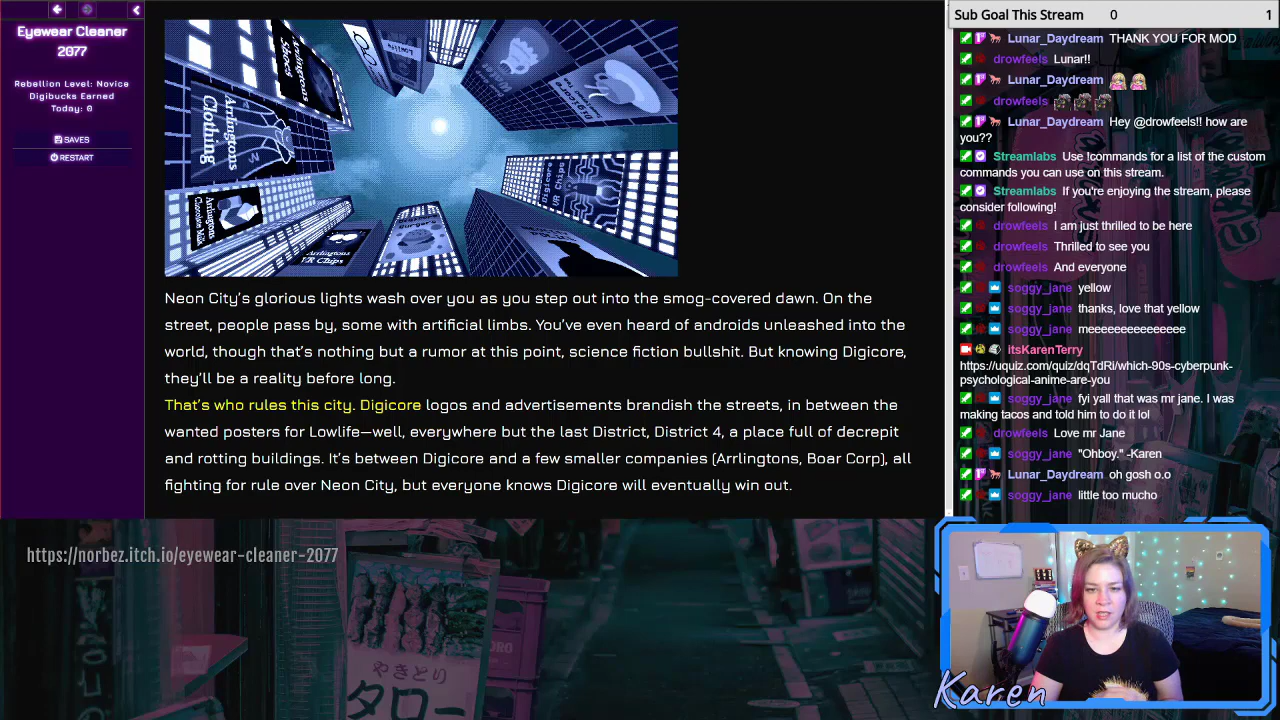 Eyewear Cleaner
2077
Rebellion Level: Novice
Digibucks Earned
Today: 0
SAVES
RESTART
Arringtons
Clothing
Arringtons
Shoes
Lowlife
Arringtons
Chocolate Milk
Arringtons
VR Chips
Digicore
VR Chips
Neon City’s glorious lights wash over you as you step out into the smog-covered dawn. On the
street, people pass by, some with artificial limbs. You’ve even heard of androids unleashed into the
world, though that’s nothing but a rumor at this point, science fiction bullshit. But knowing Digicore,
they’ll be a reality before long.
That’s who rules this city. Digicore logos and advertisements brandish the streets, in between the
wanted posters for Lowlife—well, everywhere but the last District, District 4, a place full of decrepit
and rotting buildings. It’s between Digicore and a few smaller companies (Arrlingtons, Boar Corp), all
fighting for rule over Neon City, but everyone knows Digicore will eventually win out.
https://norbez.itch.io/eyewear-cleaner-2077
やきとり
タロー
Sub Goal This Stream 0 1
Lunar_Daydream THANK YOU FOR MOD
drowfeels Lunar!!
Lunar_Daydream
drowfeels
Lunar_Daydream Hey @drowfeels!! how are
you??
Streamlabs Use !commands for a list of the custom
commands you can use on this stream.
Streamlabs If you're enjoying the stream, please
consider following!
drowfeels I am just thrilled to be here
drowfeels Thrilled to see you
drowfeels And everyone
soggy_jane yellow
soggy_jane thanks, love that yellow
soggy_jane meeeeeeeeeeeeeee
itsKarenTerry
https://uquiz.com/quiz/dqTdRi/which-90s-cyberpunk-
psychological-anime-are-you
soggy_jane fyi yall that was mr jane. I was
making tacos and told him to do it lol
drowfeels Love mr Jane
soggy_jane "Ohboy." -Karen
Lunar_Daydream oh gosh o.o
soggy_jane little too mucho
Karen